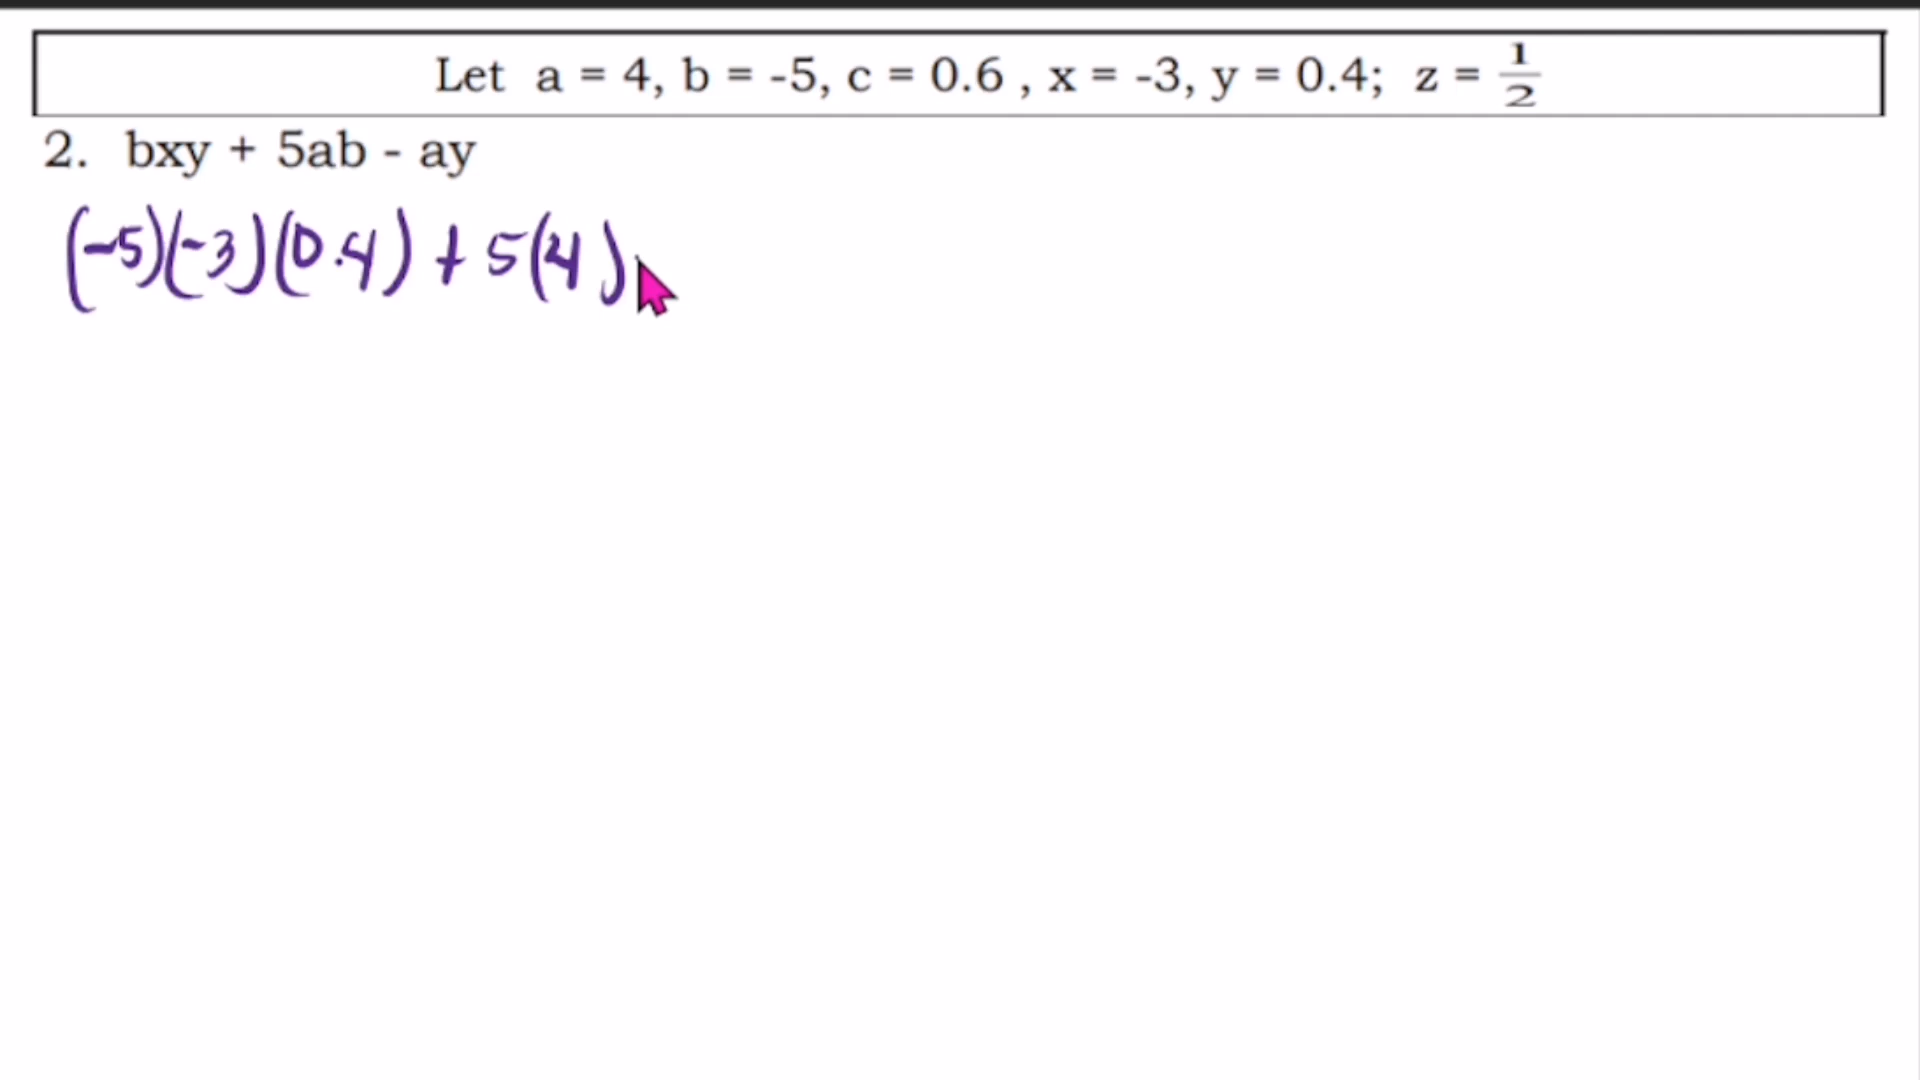 Let a = 4, b = -5, c = 0.6 , x = -3, y = 0.4; z = 1/2
2. bxy + 5ab - ay
(-5)(-3)(0.4) + 5(4)